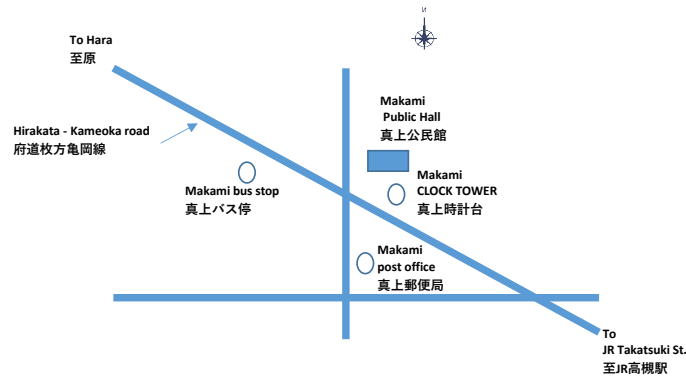 И
To Hara
至原
Hirakata - Kameoka road
府道枚方亀岡線
Makami
Public Hall
真上公民館
Makami
CLOCK TOWER
真上時計台
Makami bus stop
真上バス停
Makami
post office
真上郵便局
To
JR Takatsuki St.
至JR高槻駅